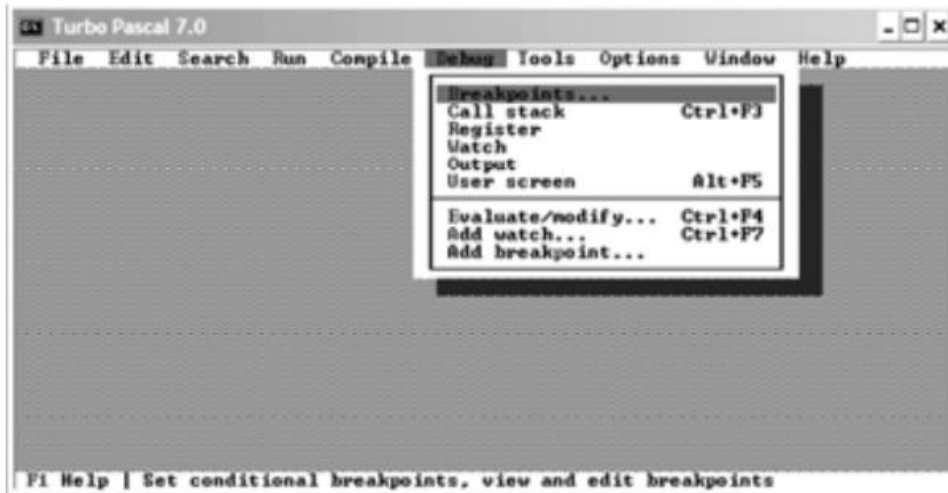 Turbo Pascal 7.0
File Edit Search Run Compile Debug Tools Options Window Help
Breakpoints...
Call stack Ctrl+F3
Register
Watch
Output
User screen Alt+F5
Evaluate/modify... Ctrl+F4
Add watch... Ctrl+F7
Add breakpoint...
F1 Help | Set conditional breakpoints, view and edit breakpoints